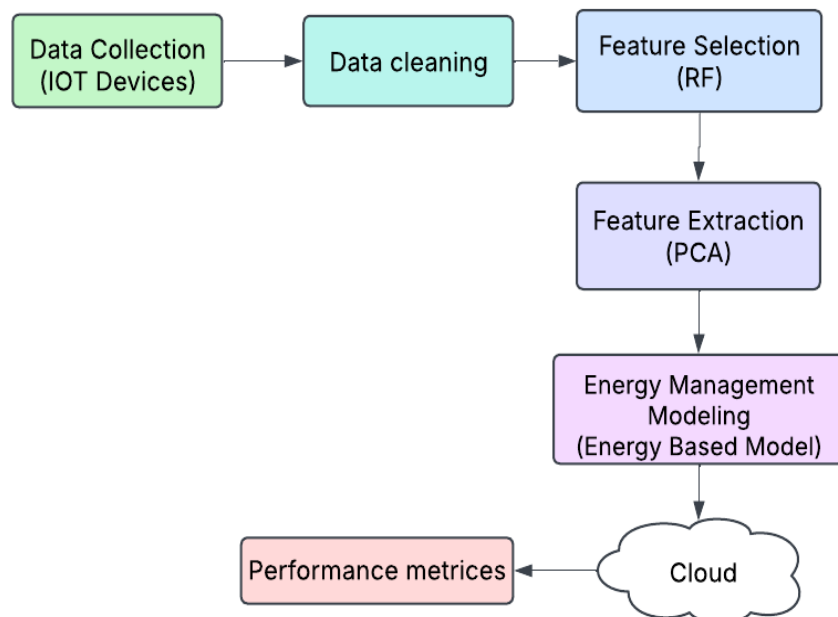 Data Collection
(IOT Devices)
Data cleaning
Feature Selection
(RF)
Feature Extraction
(PCA)
Energy Management
Modeling
(Energy Based Model)
Cloud
Performance metrices